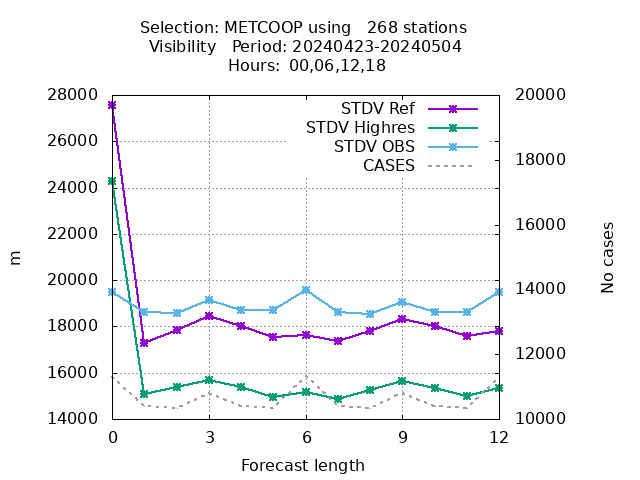 Selection: METCOOP using   268 stations
Visibility   Period: 20240423-20240504
Hours: 00,06,12,18
STDV Ref
STDV Highres
STDV OBS
CASES
28000
26000
24000
22000
20000
18000
16000
14000
m
20000
18000
16000
14000
12000
10000
No cases
0 3 6 9 12
Forecast length